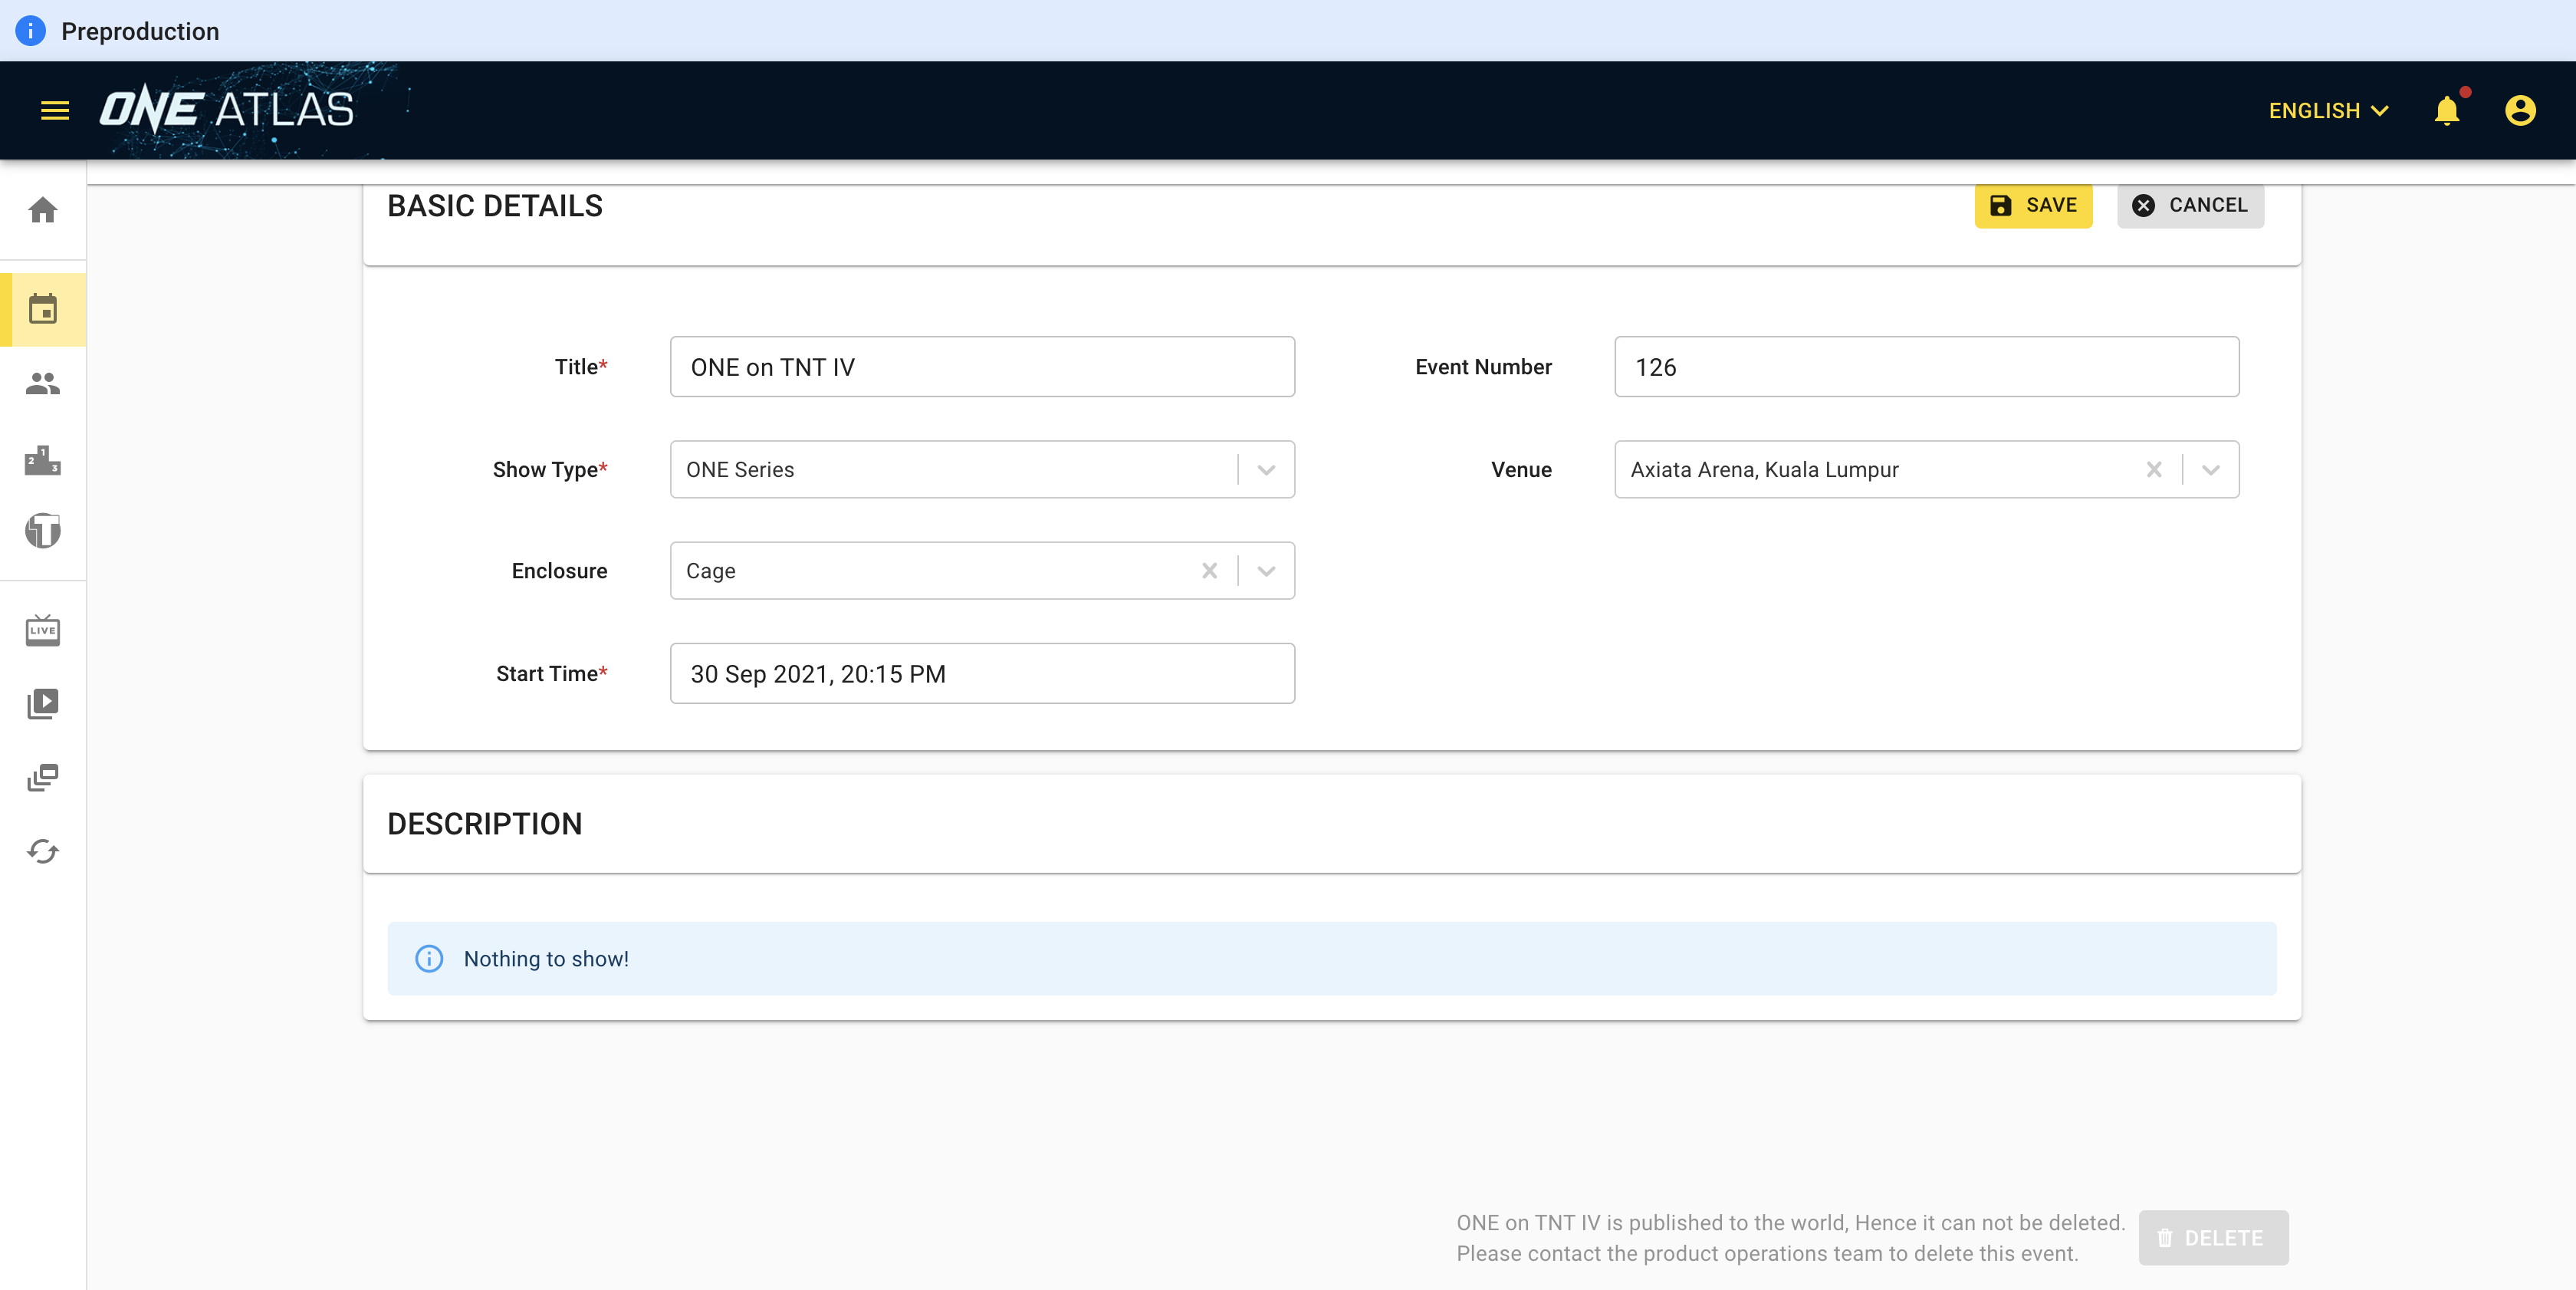 Preproduction
ONE ATLAS
ENGLISH
BASIC DETAILS
SAVE
CANCEL
Title*
ONE on TNT IV
Event Number
126
Show Type*
ONE Series
Venue
Axiata Arena, Kuala Lumpur
Enclosure
Cage
Start Time*
30 Sep 2021, 20:15 PM
LIVE
DESCRIPTION
Nothing to show!
ONE on TNT IV is published to the world, Hence it can not be deleted.
Please contact the product operations team to delete this event.
DELETE